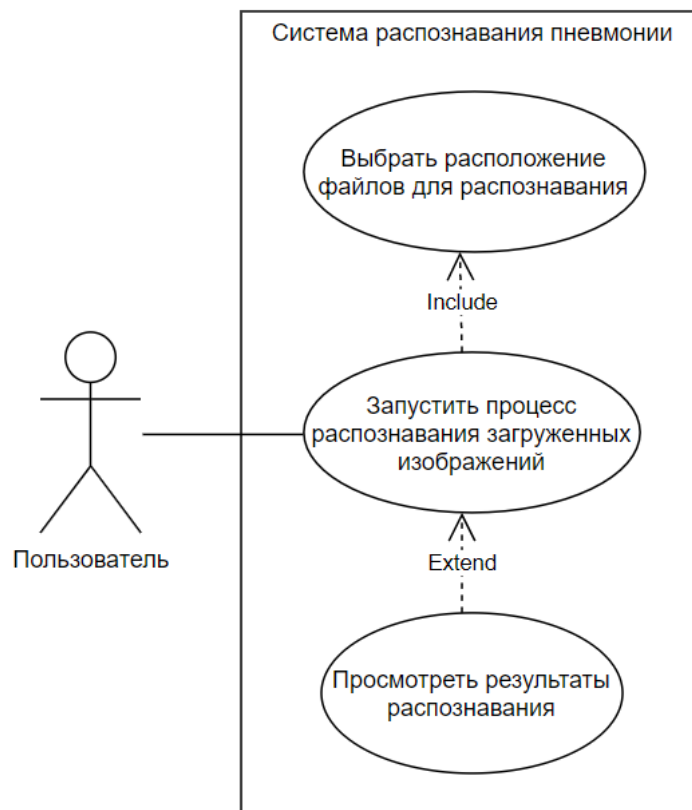 Система распознавания пневмонии
Выбрать расположение
файлов для распознавания
Include
Запустить процесс
распознавания загруженных
изображений
Пользователь
Extend
Просмотреть результаты
распознавания